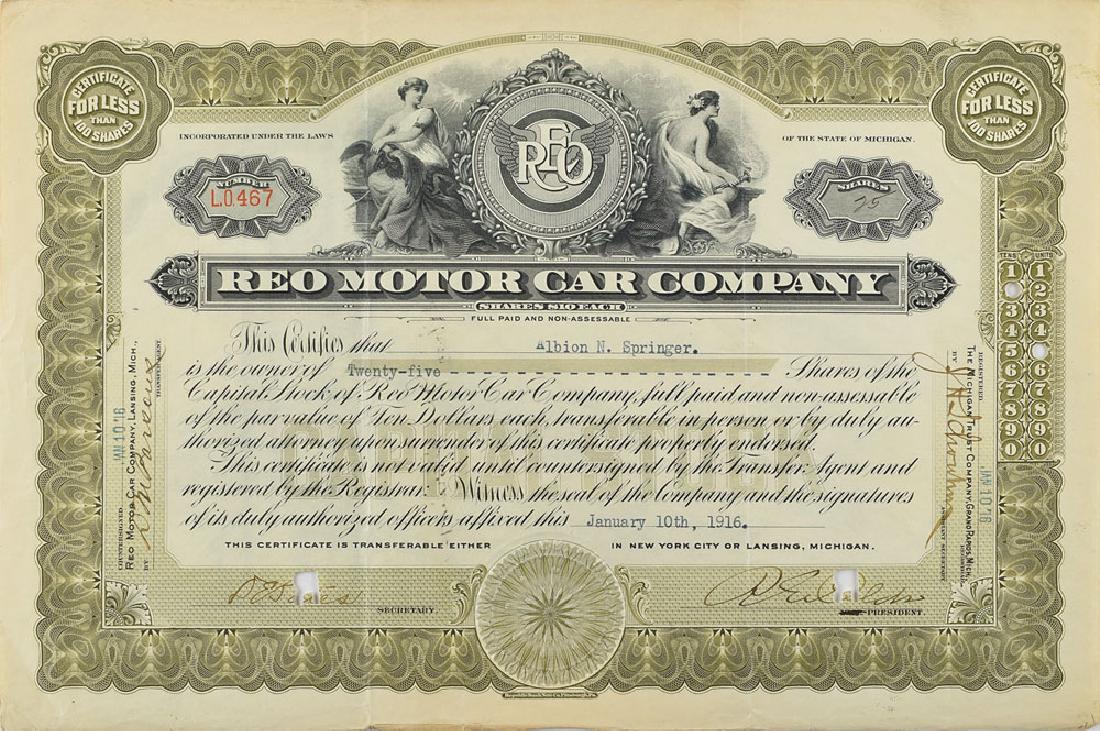 CERTIFICATE
FOR LESS
THAN
100 SHARES
CERTIFICATE
FOR LESS
THAN
100 SHARES
INCORPORATED UNDER THE LAWS
OF THE STATE OF MICHIGAN.
REO
NUMBER
L.O.467
SHARES
25
REO MOTOR CAR COMPANY
SHARES $10 EACH
FULL PAID AND NON-ASSESSABLE
This Certifies that Albion N. Springer.
is the owner of Twenty-five Shares of the
Capital Stock of Reo Motor Car Company, full paid and non-assessable
of the par value of Ten Dollars each, transferable in person or by duly au-
thorized attorney upon surrender of this certificate properly endorsed.
This certificate is not valid until countersigned by the Transfer Agent and
registered by the Registrar. Witness the seal of the Company and the signatures
of its duly authorized officers affixed this January 10th, 1916.
CAPITAL STOCK
THIS CERTIFICATE IS TRANSFERABLE EITHER IN NEW YORK CITY OR LANSING, MICHIGAN.
SECRETARY.
PRESIDENT.
COUNTERSIGNED.
REO MOTOR CAR COMPANY, LANSING, MICH.,
BY
TRANSFER AGENT.
JAN 10 16
REGISTERED
THE MICHIGAN TRUST COMPANY, GRAND RAPIDS, MICH.
REGISTRAR.
BY
SECRETARY
JAN 10 16
TENS UNITS
1 1
2
3 3
4 4
5 5
6
7 7
8 8
9 9
0 0